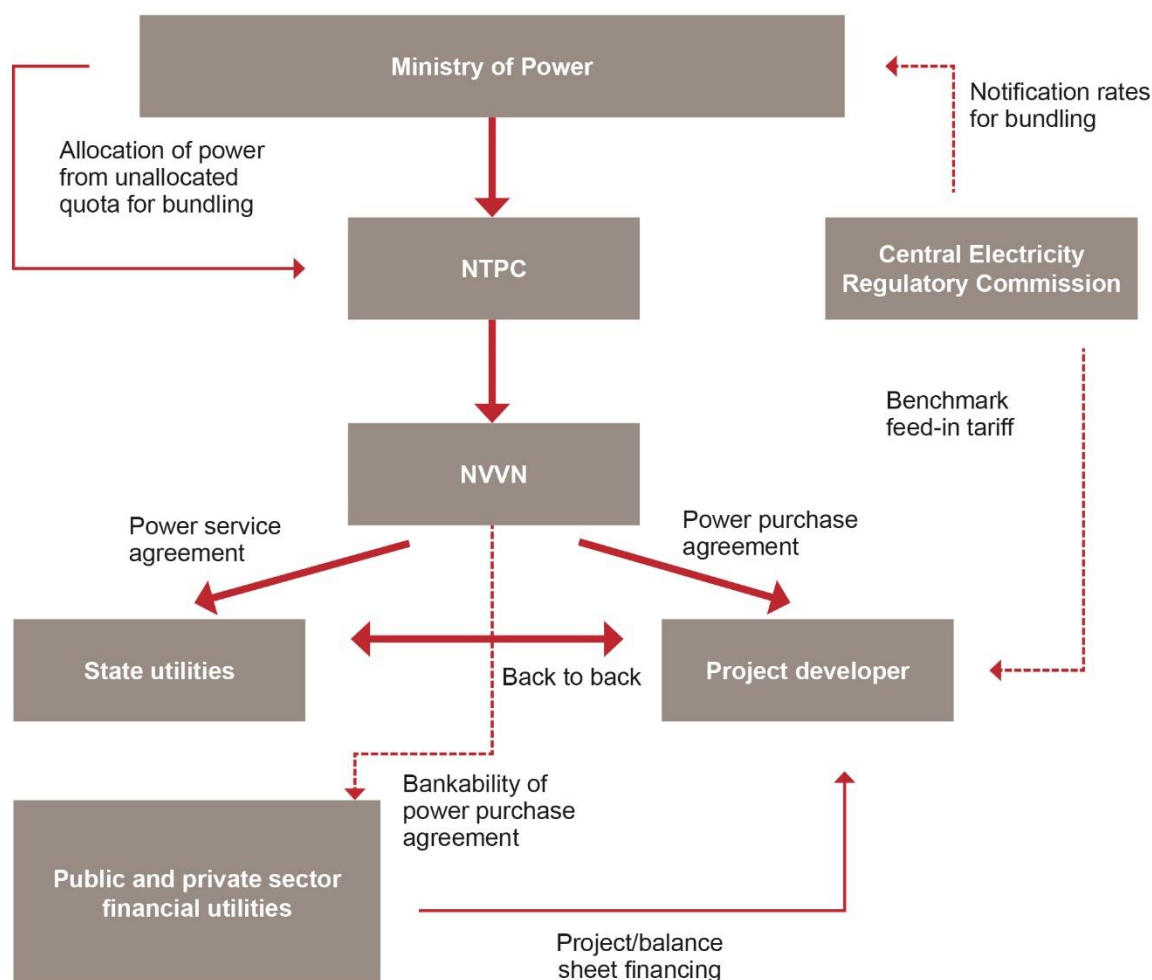 Ministry of Power
Notification rates
for bundling
Allocation of power
from unallocated
quota for bundling
NTPC
Central Electricity
Regulatory Commission
Benchmark
feed-in tariff
NVVN
Power service
agreement
Power purchase
agreement
State utilities
Back to back
Project developer
Bankability of
power purchase
agreement
Public and private sector
financial utilities
Project/balance
sheet financing